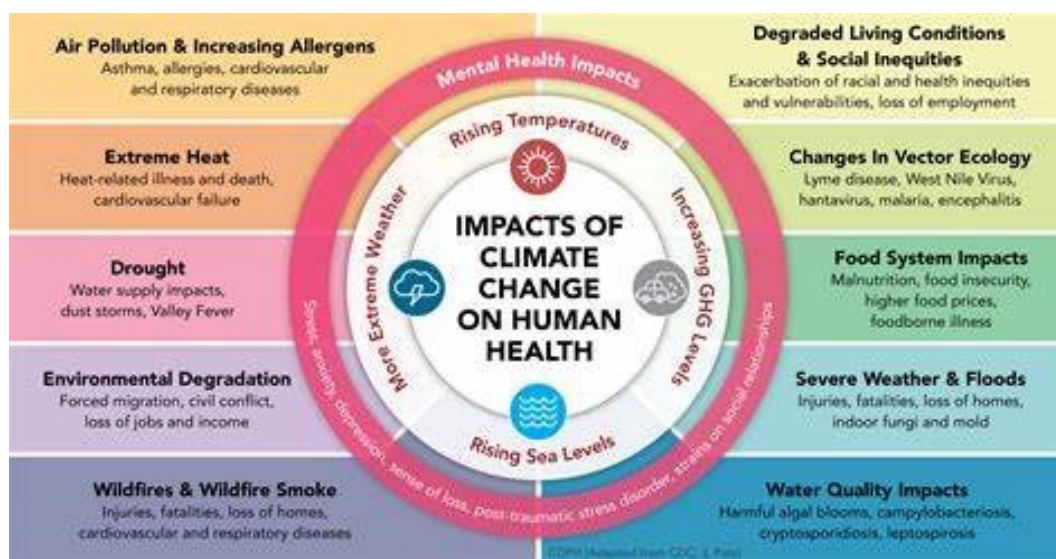 Air Pollution & Increasing Allergens
Asthma, allergies, cardiovascular
and respiratory diseases
Extreme Heat
Heat-related illness and death,
cardiovascular failure
Drought
Water supply impacts,
dust storms, Valley Fever
Environmental Degradation
Forced migration, civil conflict,
loss of jobs and income
Wildfires & Wildfire Smoke
Injuries, fatalities, loss of homes,
cardiovascular and respiratory diseases
Mental Health Impacts
Stress, anxiety, depression, sense of loss, post-traumatic stress disorder, strains on social relationships
Rising Temperatures
More Extreme Weather
Increasing GHG Levels
Rising Sea Levels
IMPACTS OF
CLIMATE
CHANGE
ON HUMAN
HEALTH
Degraded Living Conditions
& Social Inequities
Exacerbation of racial and health inequities
and vulnerabilities, loss of employment
Changes In Vector Ecology
Lyme disease, West Nile Virus,
hantavirus, malaria, encephalitis
Food System Impacts
Malnutrition, food insecurity,
higher food prices,
foodborne illness
Severe Weather & Floods
Injuries, fatalities, loss of homes,
indoor fungi and mold
Water Quality Impacts
Harmful algal blooms, campylobacteriosis,
cryptosporidiosis, leptospirosis
CDPH (Adapted from CDC, J. Patz)